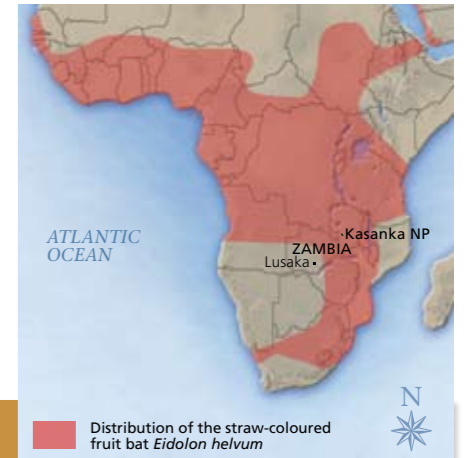 ATLANTIC
OCEAN
Kasanka NP
ZAMBIA
Lusaka
N
Distribution of the straw-coloured
fruit bat Eidolon helvum